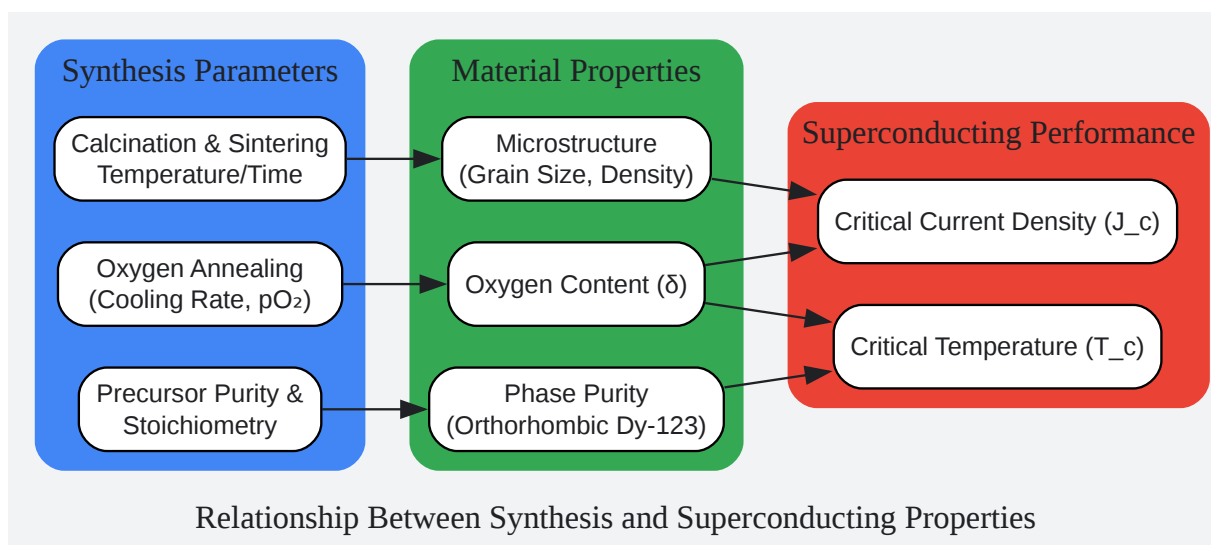 Synthesis Parameters
Calcination & Sintering
Temperature/Time
Oxygen Annealing
(Cooling Rate, pO₂)
Precursor Purity &
Stoichiometry
Material Properties
Microstructure
(Grain Size, Density)
Oxygen Content (δ)
Phase Purity
(Orthorhombic Dy-123)
Superconducting Performance
Critical Current Density (J_c)
Critical Temperature (T_c)
Relationship Between Synthesis and Superconducting Properties